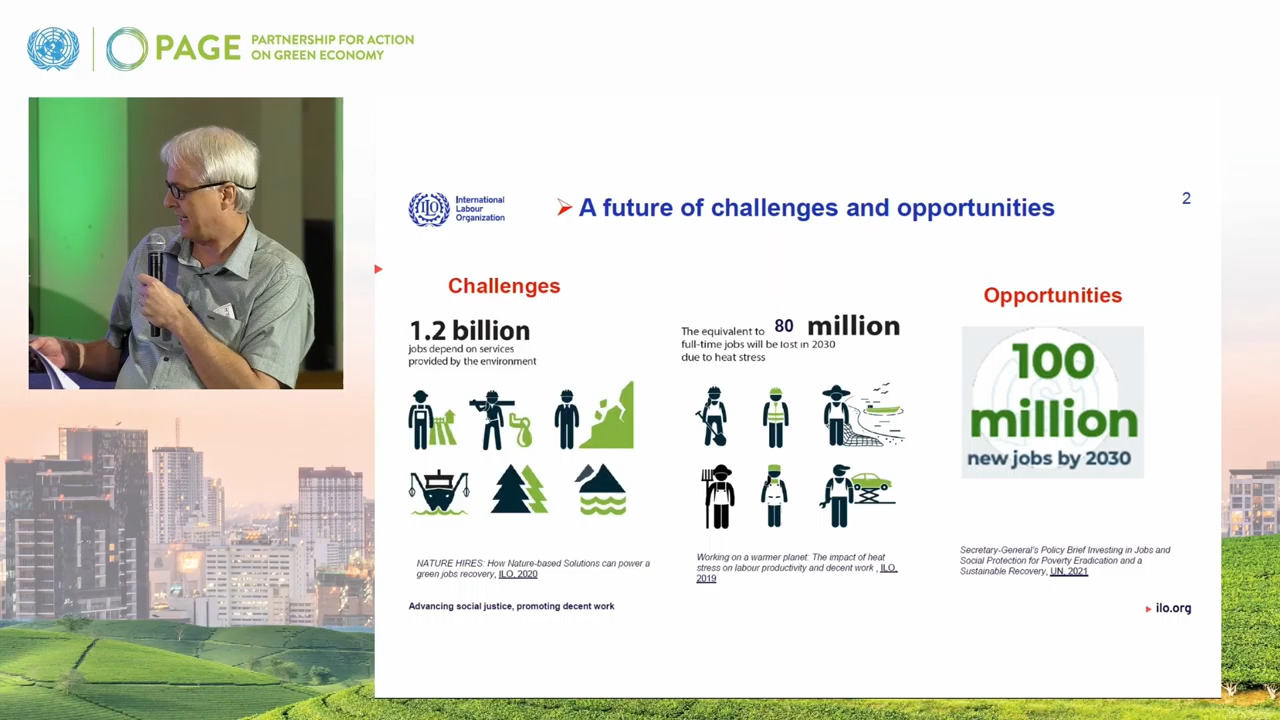 PAGE
PARTNERSHIP FOR ACTION
ON GREEN ECONOMY
ILO
International
Labour
Organization
A future of challenges and opportunities
2
Challenges
1.2 billion
jobs depend on services
provided by the environment
The equivalent to 80 million
full-time jobs will be lost in 2030
due to heat stress
Opportunities
100
million
new jobs by 2030
NATURE HIRES: How Nature-based Solutions can power a
green jobs recovery, ILO, 2020
Working on a warmer planet: The impact of heat
stress on labour productivity and decent work , ILO,
2019
Secretary-General's Policy Brief Investing in Jobs and
Social Protection for Poverty Eradication and a
Sustainable Recovery, UN, 2021
Advancing social justice, promoting decent work
ilo.org